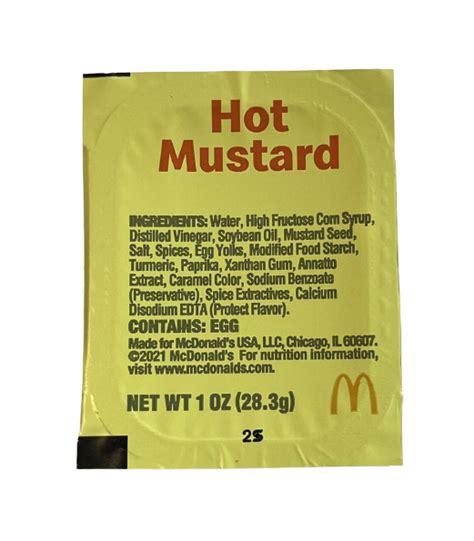 Hot
Mustard
INGREDIENTS: Water, High Fructose Corn Syrup,
Distilled Vinegar, Soybean Oil, Mustard Seed,
Salt, Spices, Egg Yolks, Modified Food Starch,
Turmeric, Paprika, Xanthan Gum, Annatto
Extract, Caramel Color, Sodium Benzoate
(Preservative), Spice Extractives, Calcium
Disodium EDTA (Protect Flavor).
CONTAINS: EGG
Made for McDonald's USA, LLC, Chicago, IL 60607.
©2021 McDonald's For nutrition information,
visit www.mcdonalds.com.
NET WT 1 OZ (28.3g)